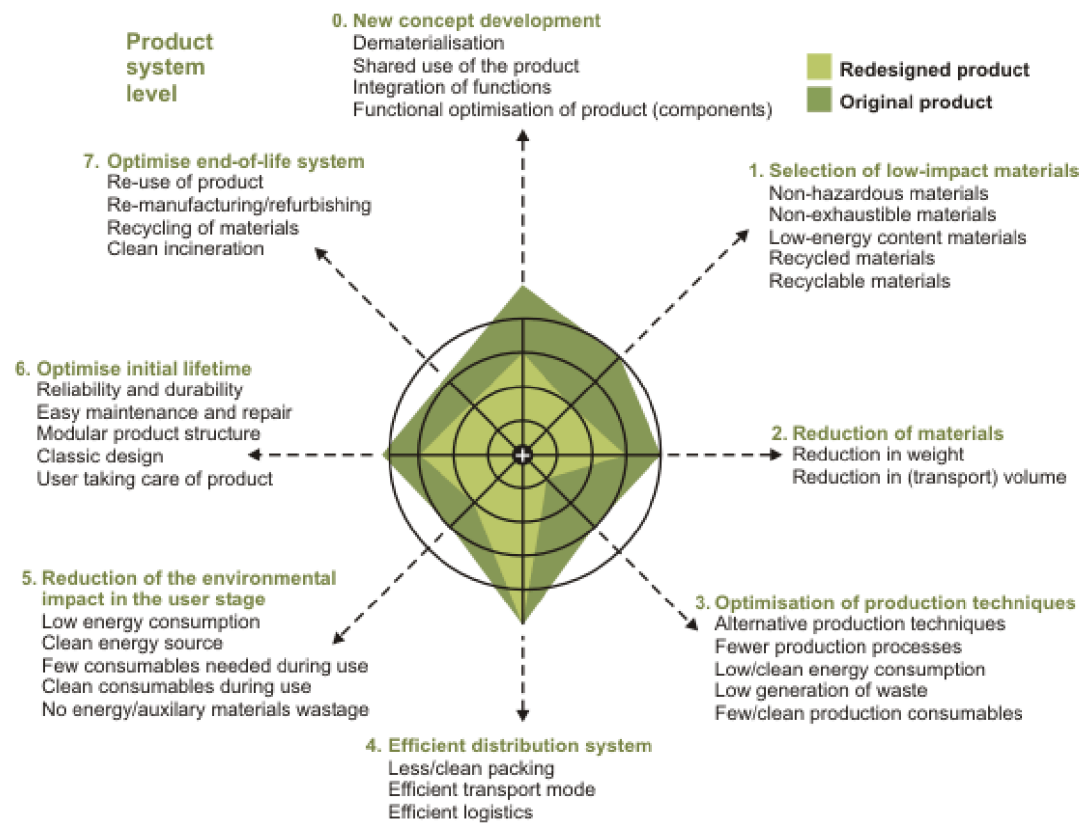 Product
system
level
0. New concept development
Dematerialisation
Shared use of the product
Integration of functions
Functional optimisation of product (components)
Redesigned product
Original product
1. Selection of low-impact materials
Non-hazardous materials
Non-exhaustible materials
Low-energy content materials
Recycled materials
Recyclable materials
2. Reduction of materials
Reduction in weight
Reduction in (transport) volume
3. Optimisation of production techniques
Alternative production techniques
Fewer production processes
Low/clean energy consumption
Low generation of waste
Few/clean production consumables
4. Efficient distribution system
Less/clean packing
Efficient transport mode
Efficient logistics
5. Reduction of the environmental
impact in the user stage
Low energy consumption
Clean energy source
Few consumables needed during use
Clean consumables during use
No energy/auxilary materials wastage
6. Optimise initial lifetime
Reliability and durability
Easy maintenance and repair
Modular product structure
Classic design
User taking care of product
7. Optimise end-of-life system
Re-use of product
Re-manufacturing/refurbishing
Recycling of materials
Clean incineration